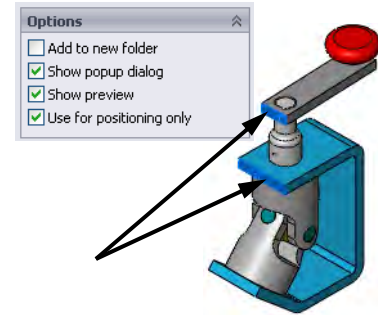 Options
Add to new folder
Show popup dialog
Show preview
Use for positioning only